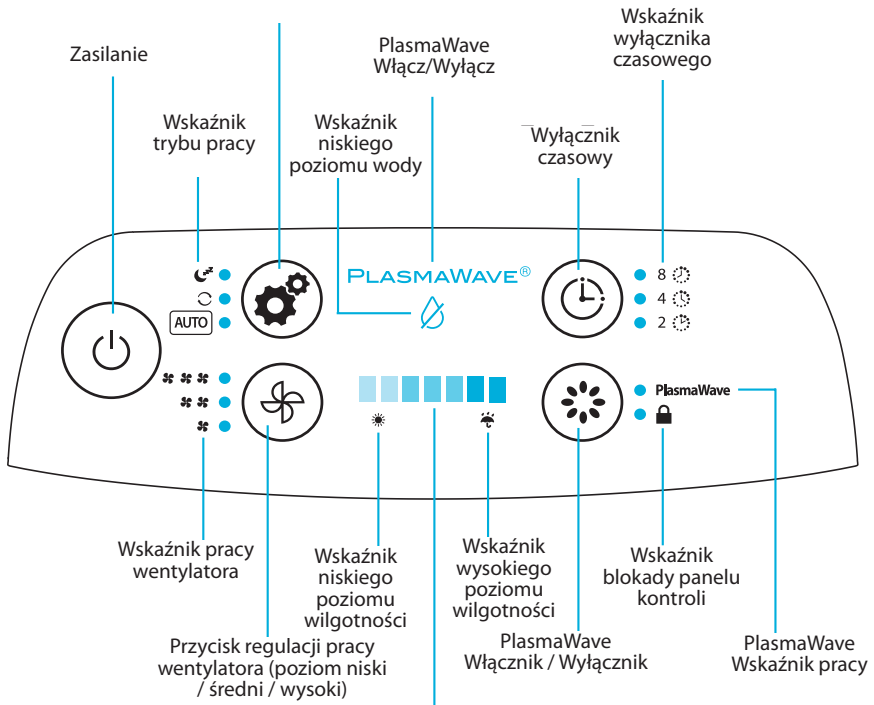 Zasilanie
PlasmaWave
Włącz/Wyłącz
Wskaźnik
wyłącznika
czasowego
Wskaźnik
trybu pracy
Wskaźnik
niskiego
poziomu wody
Wyłącznik
czasowy
PLASMAWAVE®
AUTO
8
4
2
PlasmaWave
Wskaźnik pracy
wentylatora
Wskaźnik
niskiego
poziomu
wilgotności
Wskaźnik
wysokiego
poziomu
wilgotności
Wskaźnik
blokady panelu
kontroli
Przycisk regulacji pracy
wentylatora (poziom niski
/ średni / wysoki)
PlasmaWave
Włącznik / Wyłącznik
PlasmaWave
Wskaźnik pracy